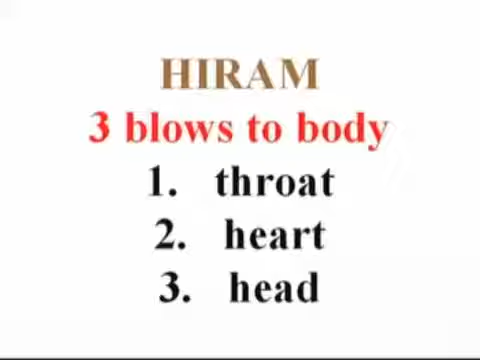 HIRAM
3 blows to body
1. throat
2. heart
3. head